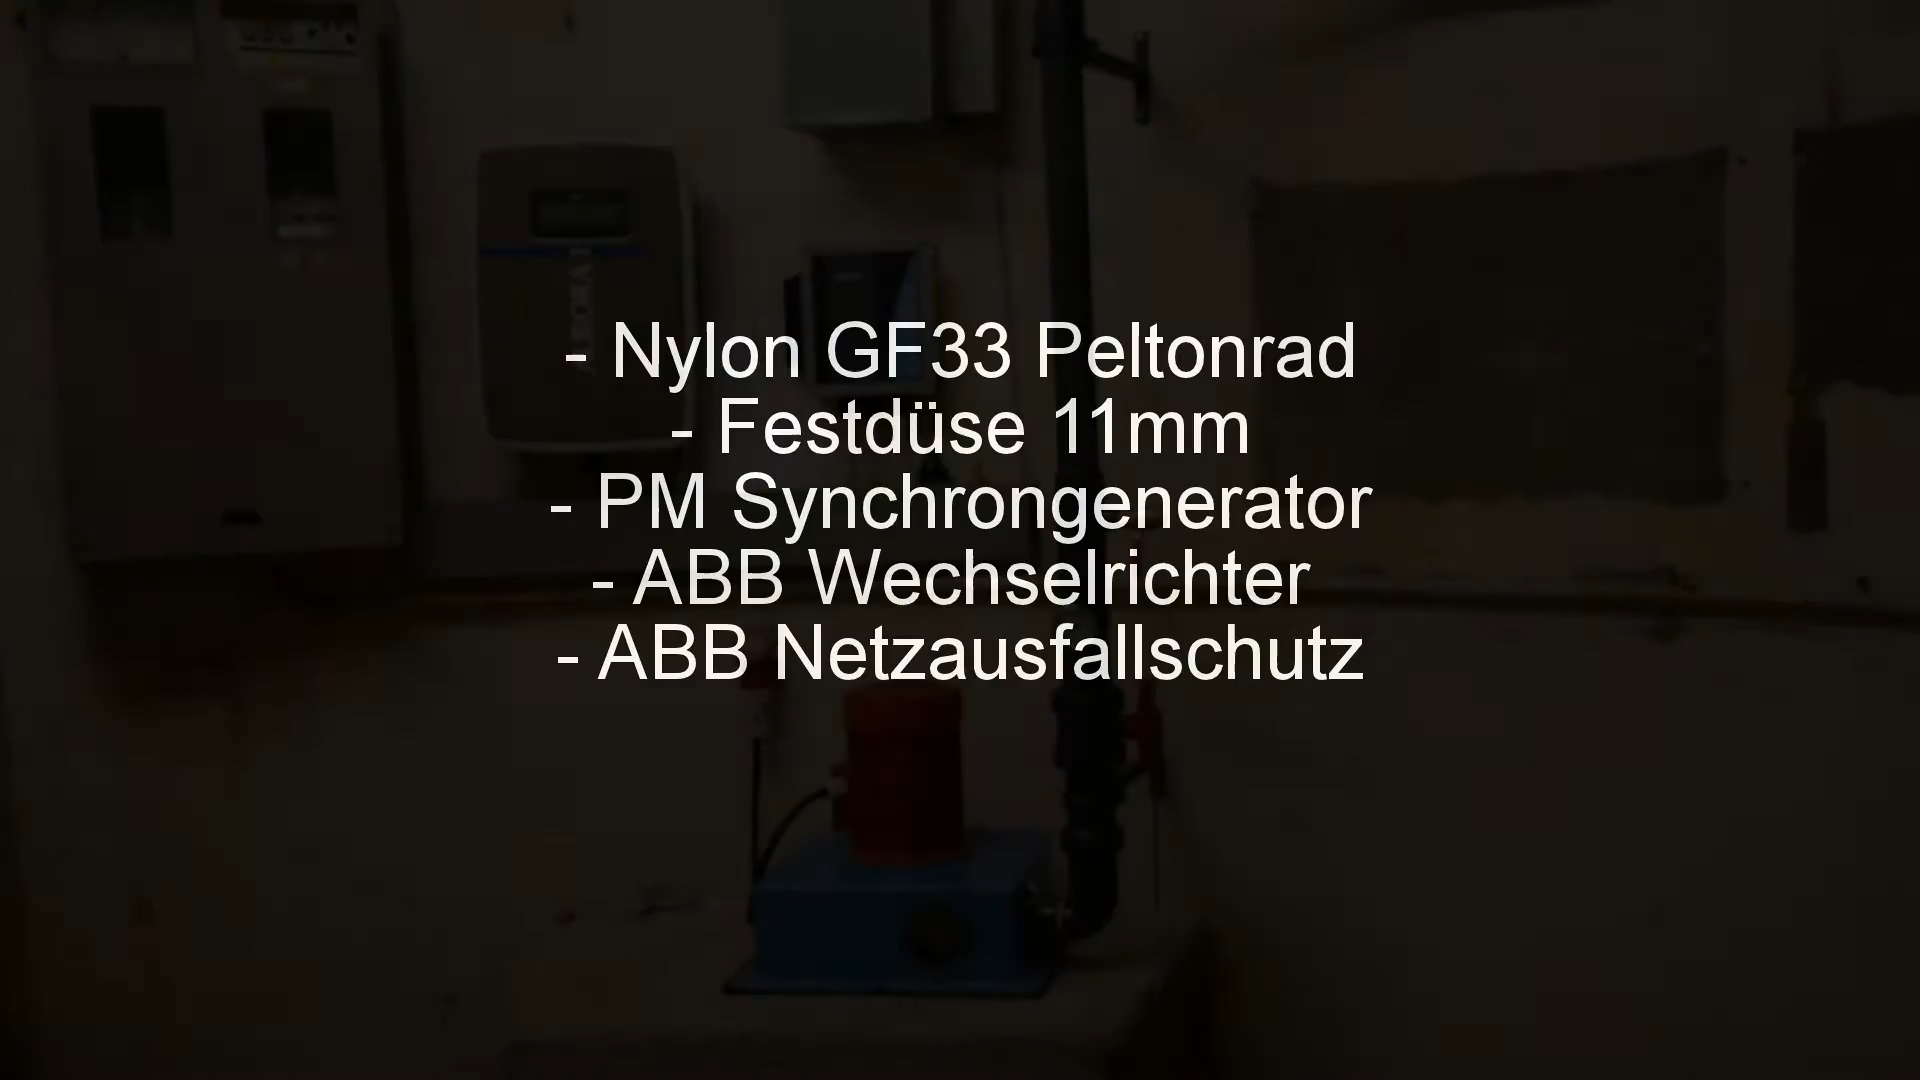 - Nylon GF33 Peltonrad
- Festdüse 11mm
- PM Synchrongenerator
- ABB Wechselrichter
- ABB Netzausfallschutz